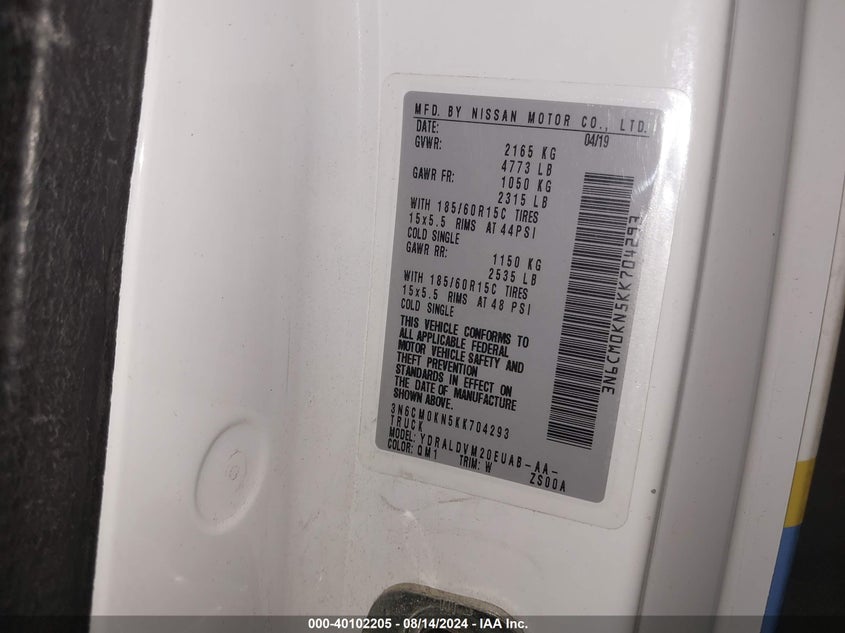 MFD. BY NISSAN MOTOR CO., LTD.
DATE: 04/19
GVWR: 2165 KG
4773 LB
GAWR FR: 1050 KG
2315 LB
WITH 185/60R15C TIRES
15x5.5 RIMS AT 44PSI
COLD SINGLE
GAWR RR: 1150 KG
2535 LB
WITH 185/60R15C TIRES
15x5.5 RIMS AT 48 PSI
COLD SINGLE
THIS VEHICLE CONFORMS TO
ALL APPLICABLE FEDERAL
MOTOR VEHICLE SAFETY AND
THEFT PREVENTION
STANDARDS IN EFFECT ON
THE DATE OF MANUFACTURE
SHOWN ABOVE.
3N6CM0KN5KK704293
TRUCK
MODEL: YDRALDVM20EUAB-AA-
COLOR: QM1 TRIM: W ZS00A
3N6CM0KN5KK704293
000-40102205 - 08/14/2024 - IAA Inc.